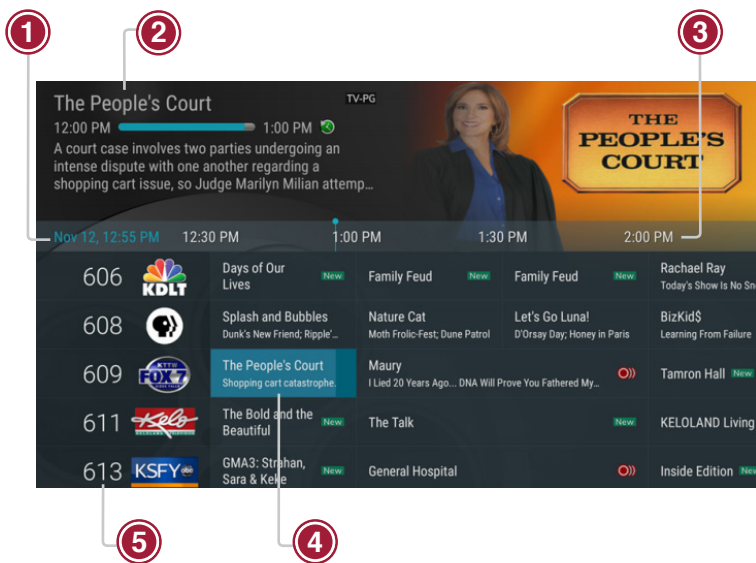 1
2
3
The People's Court
TV-PG
12:00 PM 1:00 PM
A court case involves two parties undergoing an
intense dispute with one another regarding a
shopping cart issue, so Judge Marilyn Milian attemp...
THE
PEOPLE'S
COURT
Nov 12, 12:55 PM 12:30 PM 1:00 PM 1:30 PM 2:00 PM
606 KDLT
Days of Our
Lives
New
Family Feud New
Family Feud New
Rachael Ray
Today's Show Is No Sn
608
Splash and Bubbles
Dunk's New Friend; Ripple'...
Nature Cat
Moth Frolic-Fest; Dune Patrol
Let's Go Luna!
D'Orsay Day; Honey in Paris
BizKid$
Learning From Failure
609
KTTW
FOX 7
The People's Court
Shopping cart catastrophe.
Maury
I Lied 20 Years Ago... DNA Will Prove You Fathered My...
Tamron Hall New
611 Kelo
The Bold and the
Beautiful
New
The Talk New
KELOLAND Living
613 KSFY
GMA3: Strahan,
Sara & Keke
New
General Hospital
Inside Edition New
5
4